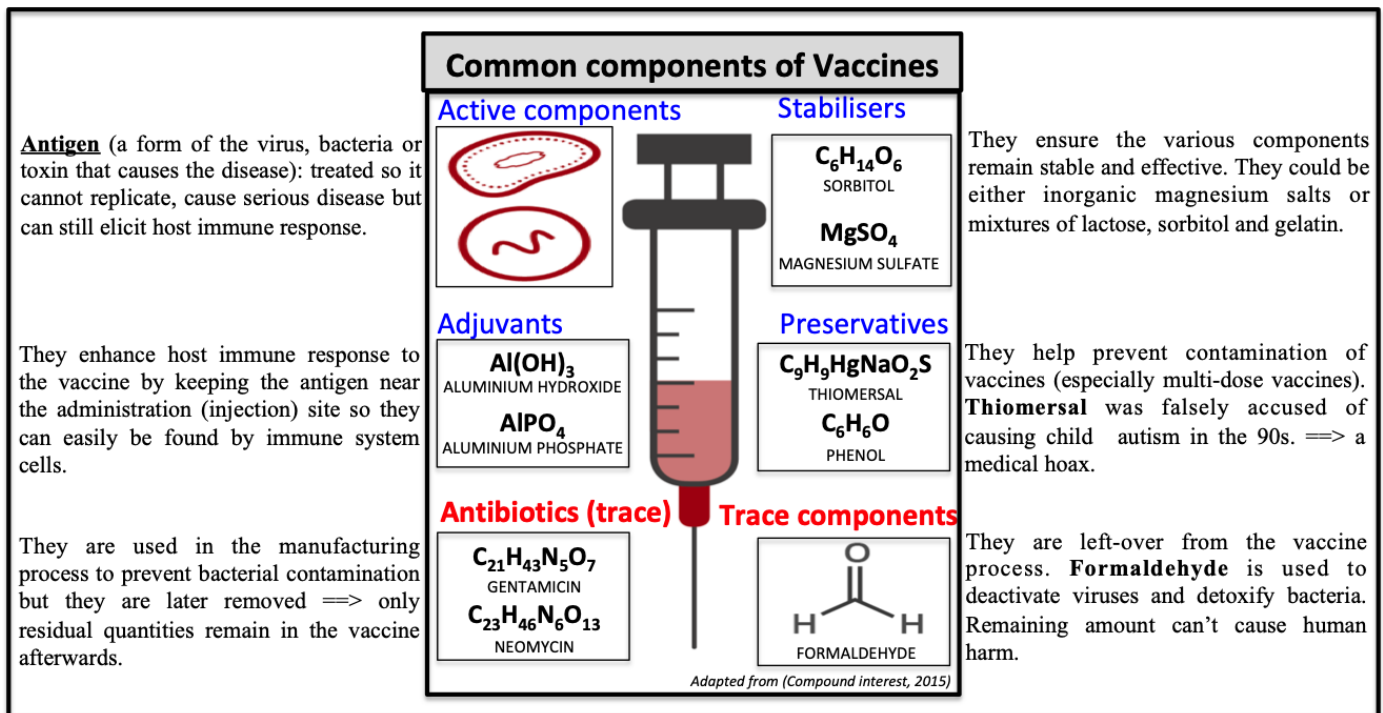 Common components of Vaccines
Active components
Antigen (a form of the virus, bacteria or
toxin that causes the disease): treated so it
cannot replicate, cause serious disease but
can still elicit host immune response.
Stabilisers
C₆H₁₄O₆
SORBITOL
MgSO₄
MAGNESIUM SULFATE
They ensure the various components
remain stable and effective. They could be
either inorganic magnesium salts or
mixtures of lactose, sorbitol and gelatin.
Adjuvants
Al(OH)₃
ALUMINIUM HYDROXIDE
AlPO₄
ALUMINIUM PHOSPHATE
They enhance host immune response to
the vaccine by keeping the antigen near
the administration (injection) site so they
can easily be found by immune system
cells.
Preservatives
C₉H₉HgNaO₂S
THIOMERSAL
C₆H₆O
PHENOL
They help prevent contamination of
vaccines (especially multi-dose vaccines).
Thiomersal was falsely accused of
causing child autism in the 90s. ==> a
medical hoax.
Antibiotics (trace)
C₂₁H₄₃N₅O₇
GENTAMICIN
C₂₃H₄₆N₆O₁₃
NEOMYCIN
They are used in the manufacturing
process to prevent bacterial contamination
but they are later removed ==> only
residual quantities remain in the vaccine
afterwards.
Trace components
O
H H
FORMALDEHYDE
They are left-over from the vaccine
process. Formaldehyde is used to
deactivate viruses and detoxify bacteria.
Remaining amount can't cause human
harm.
Adapted from (Compound interest, 2015)